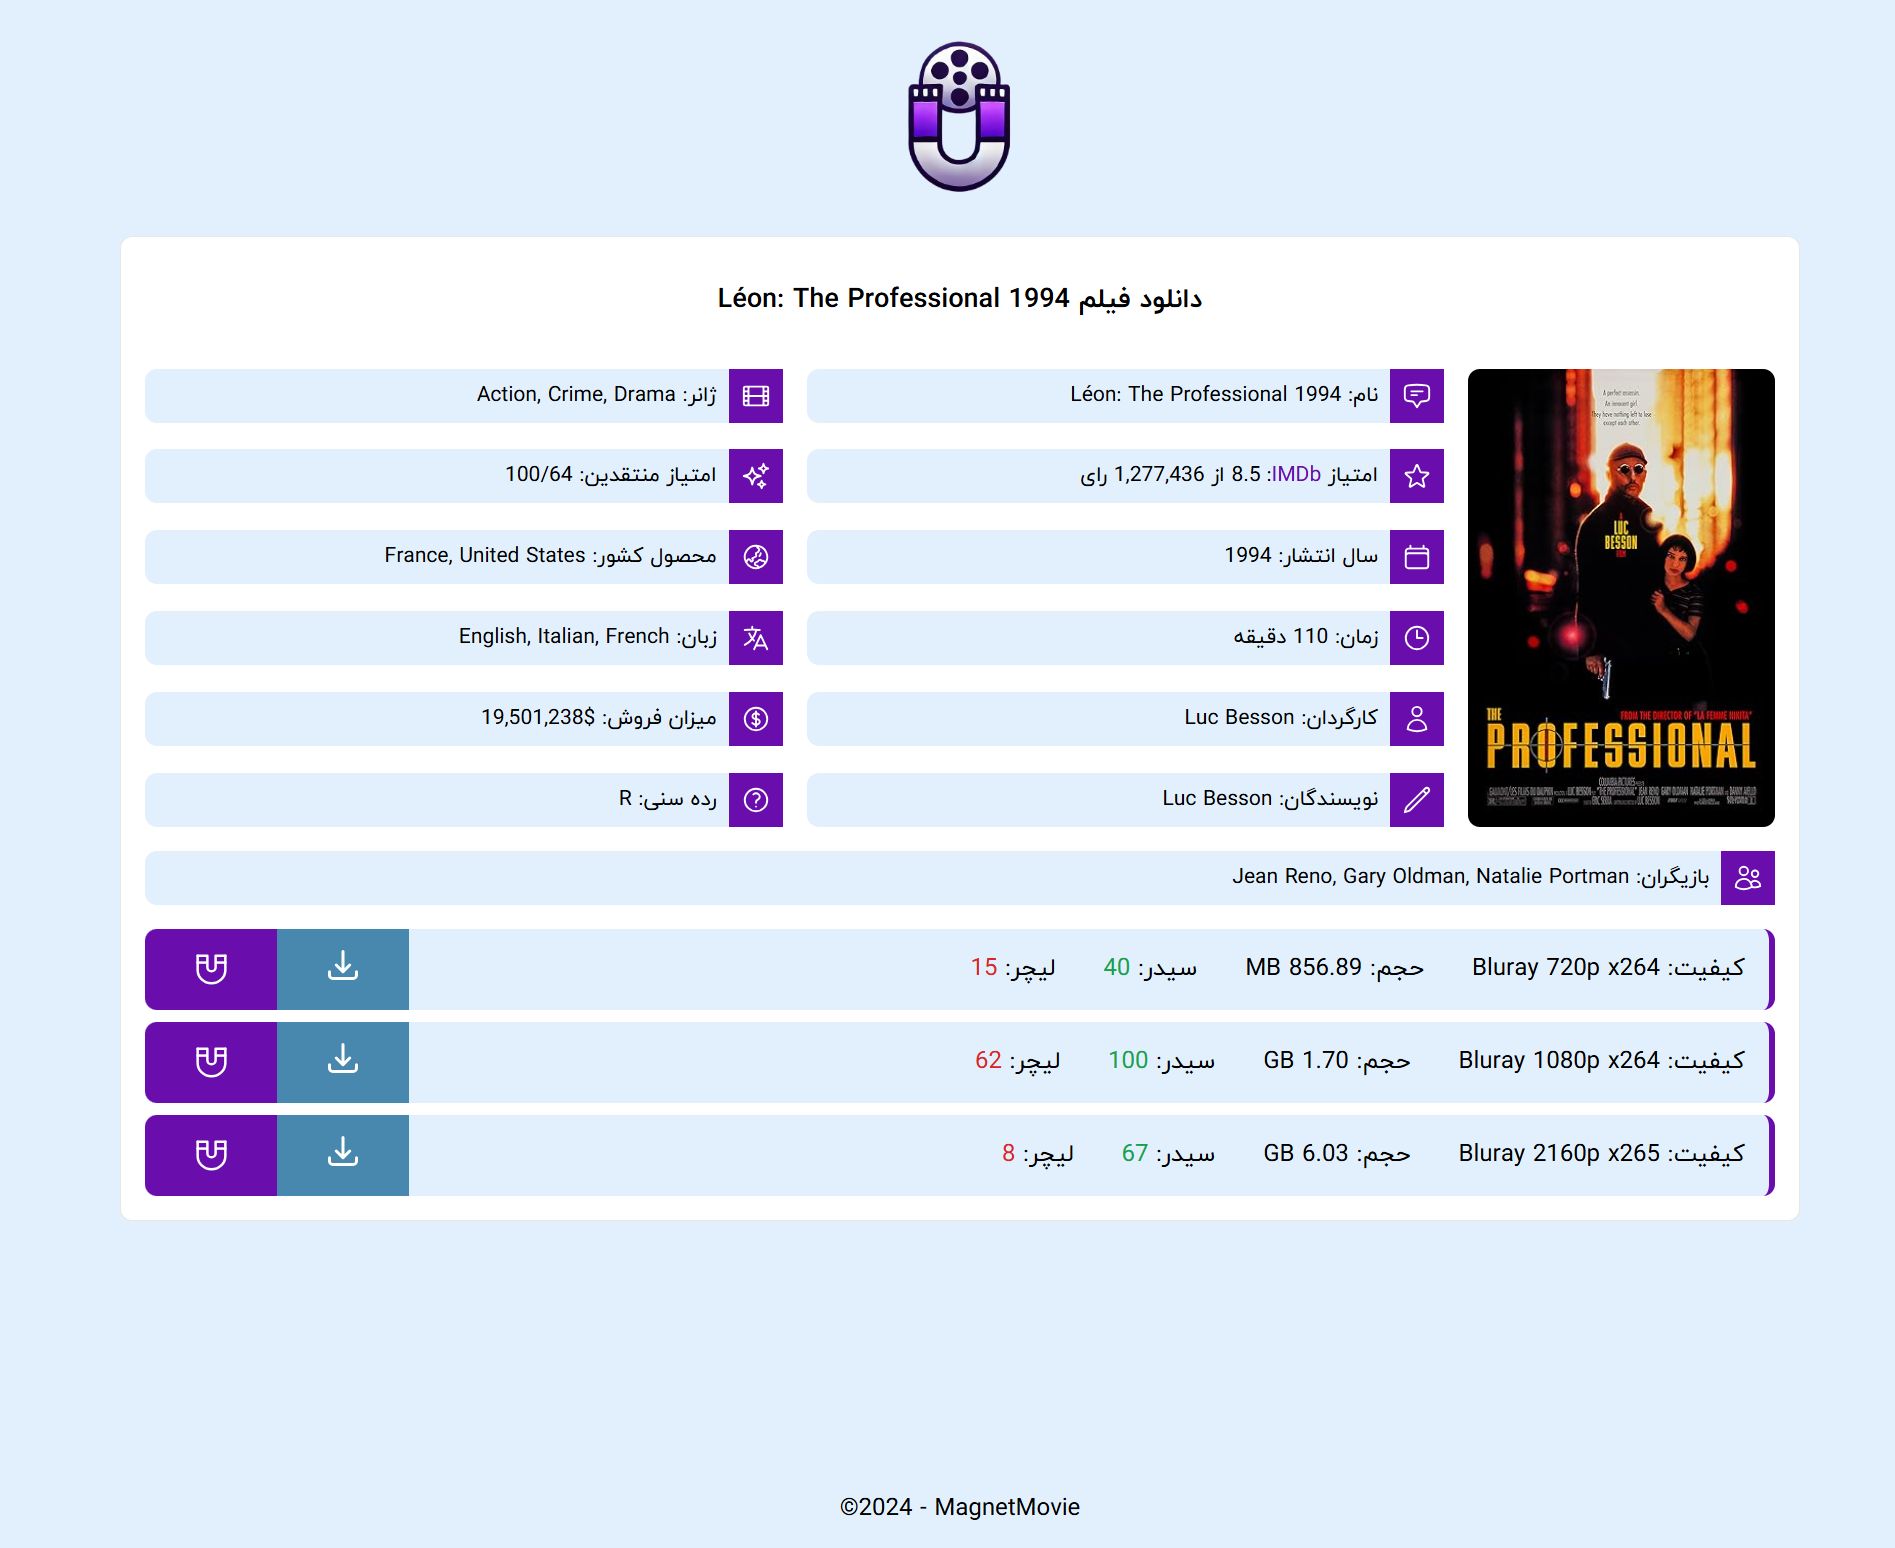 دانلود فیلم Léon: The Professional 1994
A perfect assassin.
An innocent girl.
They have nothing left to lose
except each other.
A
LUC
BESSON
FILM
THE
FROM THE DIRECTOR OF "LA FEMME NIKITA"
PROFESSIONAL
نام: Léon: The Professional 1994
ژانر: Action, Crime, Drama
امتیاز IMDb: 8.5 از 1,277,436 رای
امتیاز منتقدین: 100/64
سال انتشار: 1994
محصول کشور: France, United States
زمان: 110 دقیقه
زبان: English, Italian, French
کارگردان: Luc Besson
میزان فروش: 19,501,238$
نویسندگان: Luc Besson
رده سنی: R
بازیگران: Jean Reno, Gary Oldman, Natalie Portman
کیفیت: Bluray 720p x264 حجم: 856.89 MB سیدر: 40 لیچر: 15
کیفیت: Bluray 1080p x264 حجم: 1.70 GB سیدر: 100 لیچر: 62
کیفیت: Bluray 2160p x265 حجم: 6.03 GB سیدر: 67 لیچر: 8
©2024 - MagnetMovie